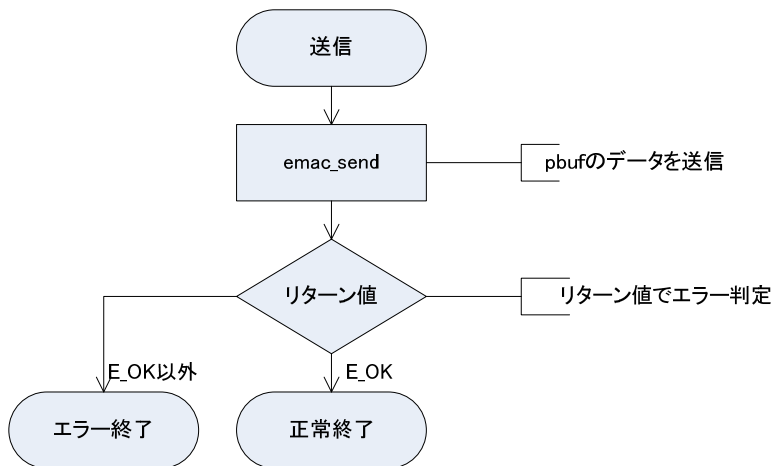 送信
emac_send
pbufのデータを送信
リターン値
リターン値でエラー判定
E_OK以外
E_OK
エラー終了
正常終了